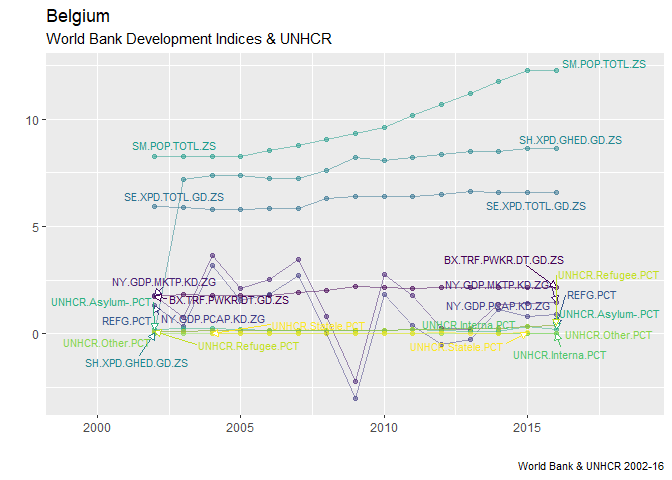 Belgium
World Bank Development Indices & UNHCR
SM.POP.TOTL.ZS
10
SM.POP.TOTL.ZS
SH.XPD.GHED.GD.ZS
SE.XPD.TOTL.GD.ZS
SE.XPD.TOTL.GD.ZS
5
BX.TRF.PWKR.DT.GD.ZS
UNHCR.Refugee.PCT
NY.GDP.MKTP.KD.ZG
NY.GDP.MKTP.KD.ZG
REFG.PCT
UNHCR.Asylum-.PCT
BX.TRF.PWKR.DT.GD.ZS
NY.GDP.PCAP.KD.ZG
UNHCR.Asylum-.PCT
REFG.PCT
NY.GDP.PCAP.KD.ZG
UNHCR.Statele.PCT
UNHCR.Interna.PCT
0
UNHCR.Other.PCT
UNHCR.Other.PCT
UNHCR.Refugee.PCT
UNHCR.Statele.PCT
UNHCR.Interna.PCT
SH.XPD.GHED.GD.ZS
2000
2005
2010
2015
World Bank & UNHCR 2002-16